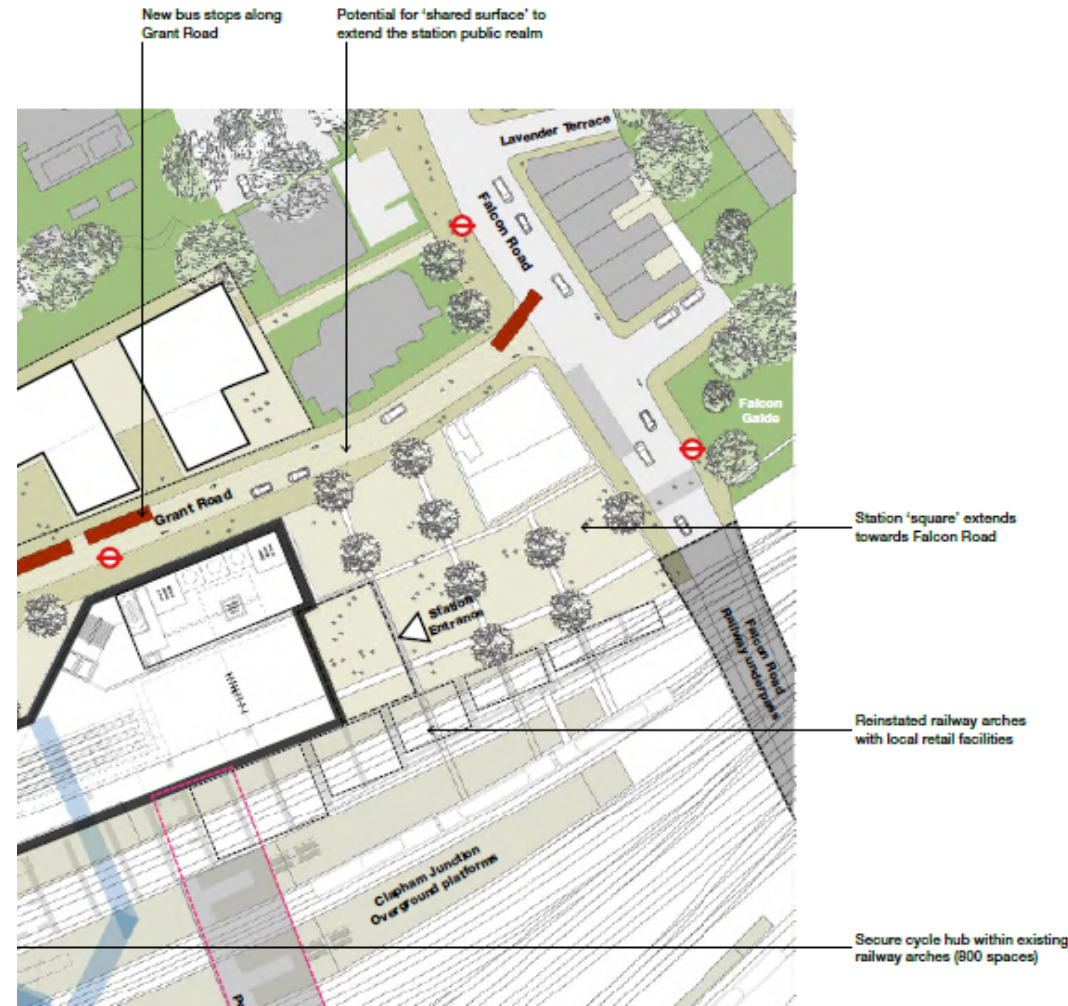 New bus stops along
Grant Road
Potential for ‘shared surface’ to
extend the station public realm
Lavender Terrace
Falcon Road
Falcon
Galde
Grant Road
Station ‘square’ extends
towards Falcon Road
Station
Entrance
Falcon Road
Railway underpass
Reinstated railway arches
with local retail facilities
Clapham Junction
Overground platforms
Secure cycle hub within existing
railway arches (800 spaces)